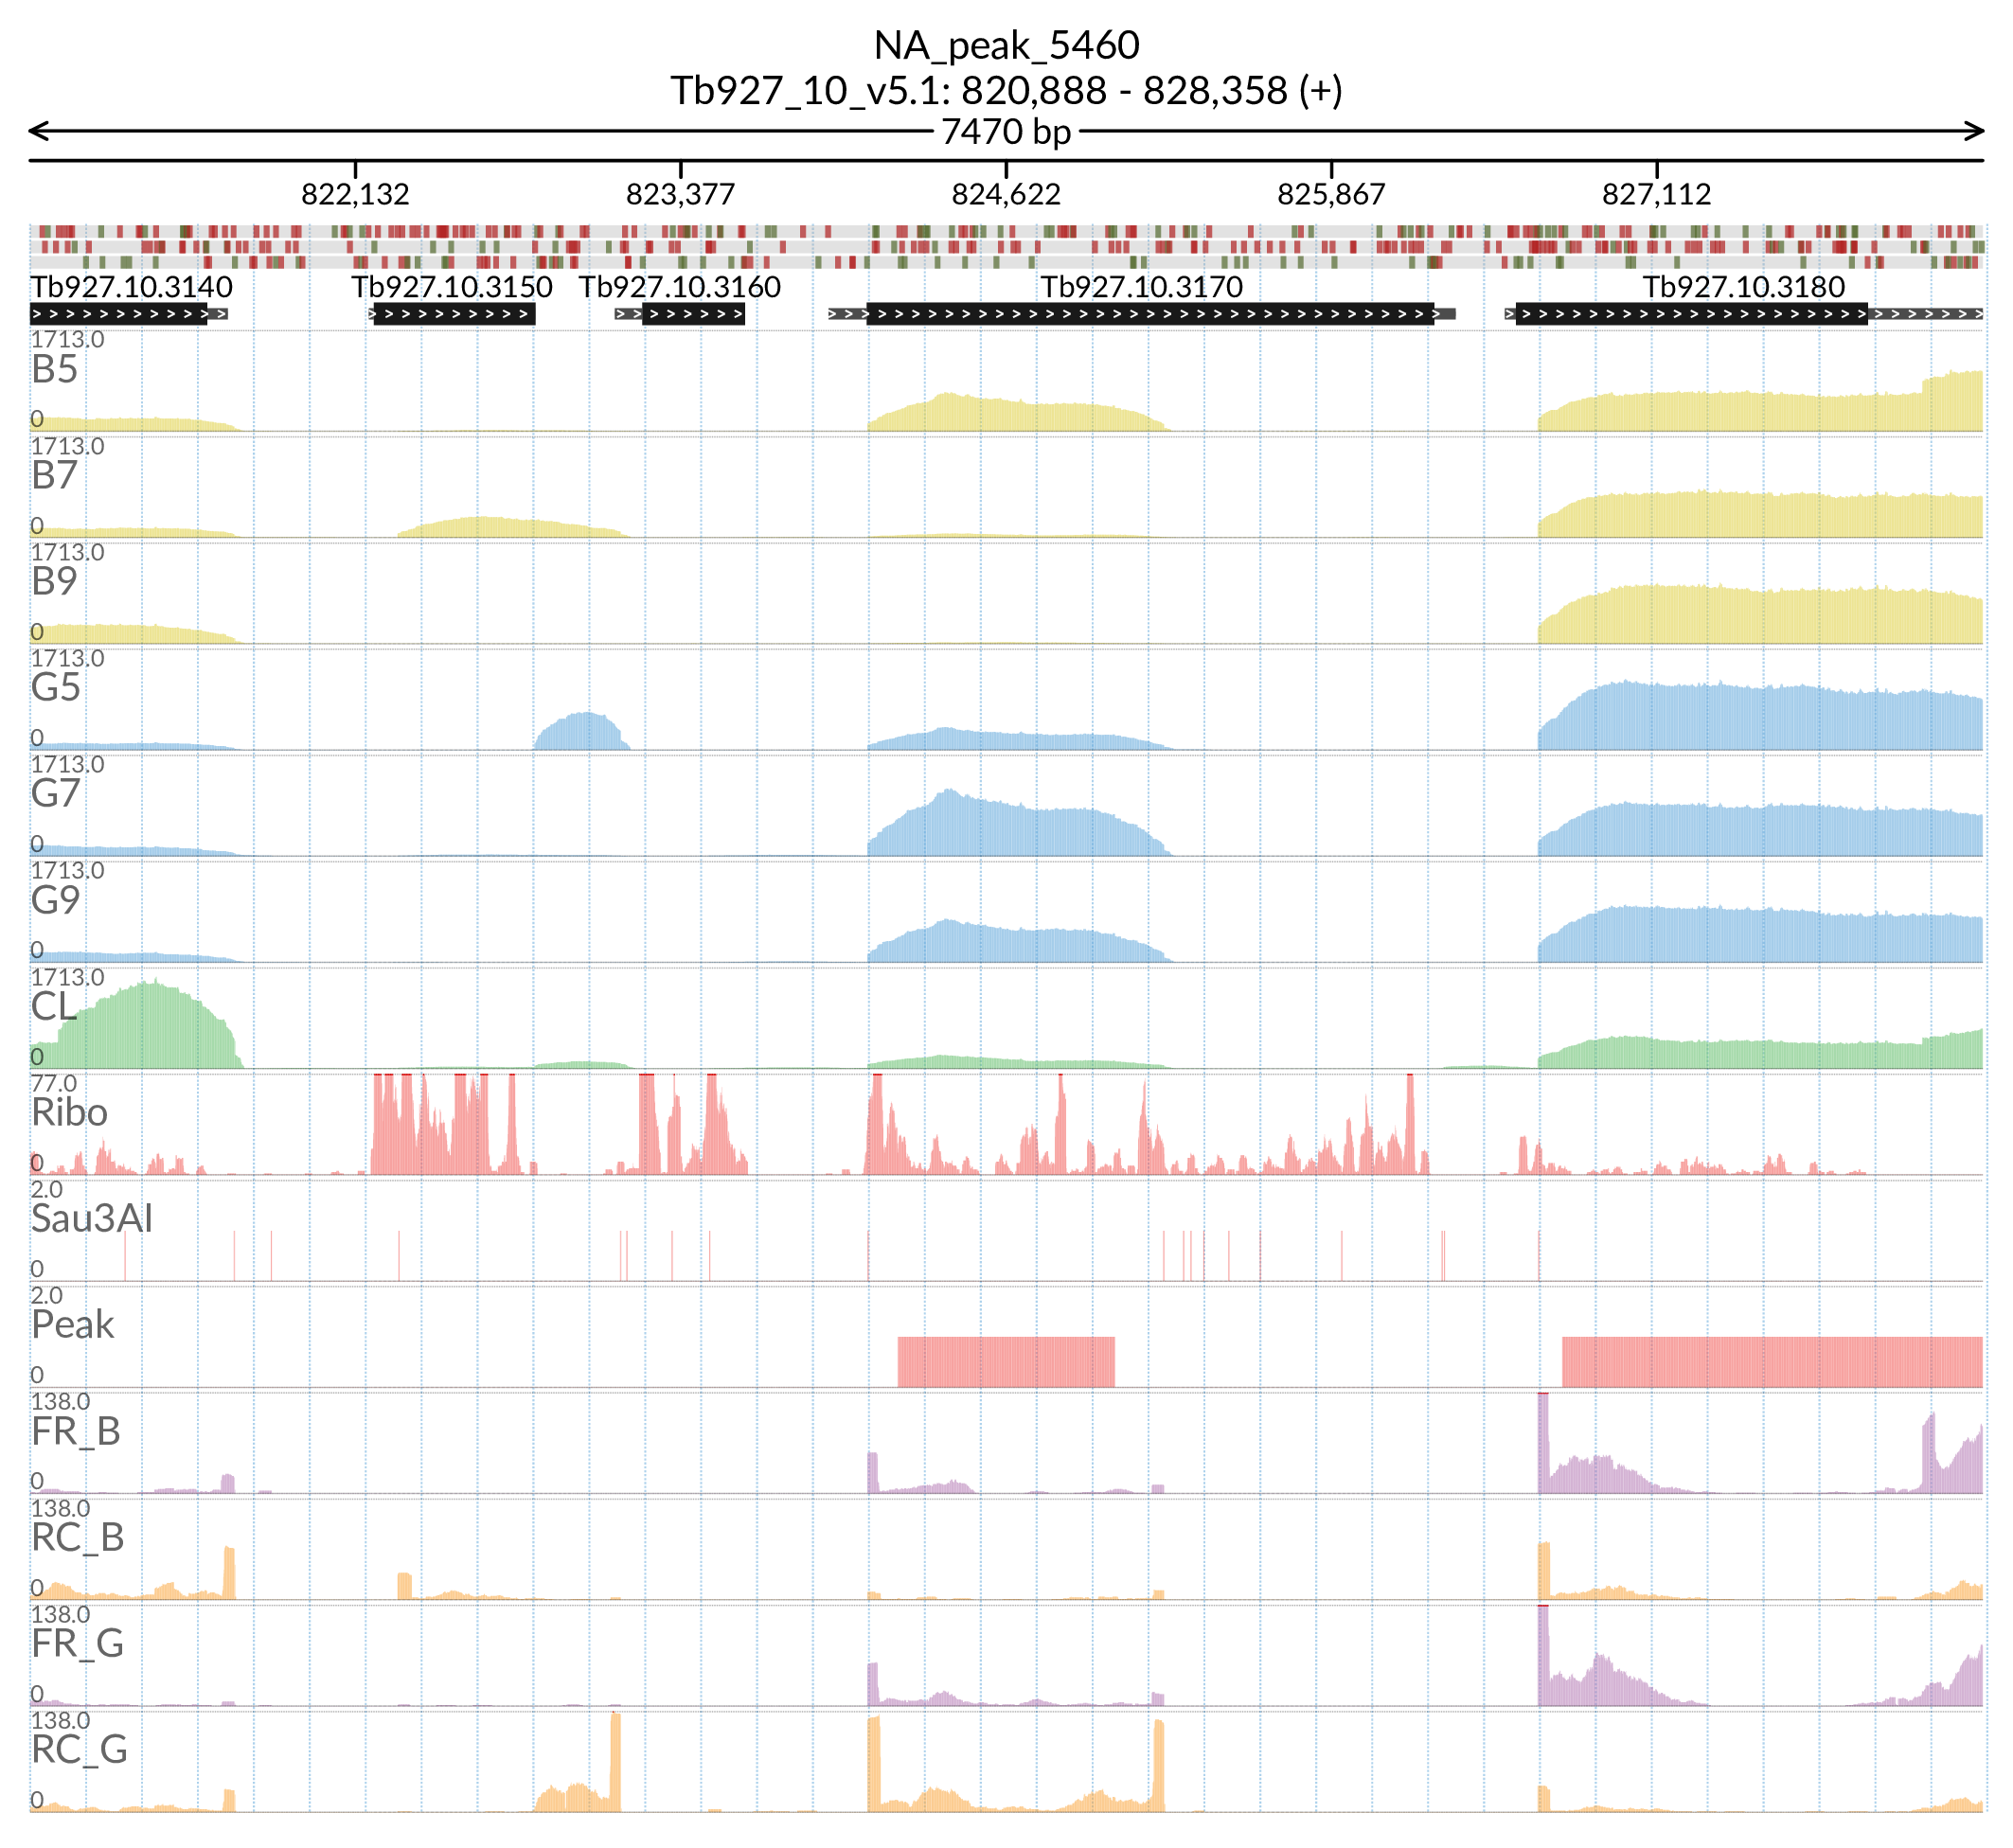 NA_peak_5460
Tb927_10_v5.1: 820,888 - 828,358 (+)
7470 bp
822,132 823,377 824,622 825,867 827,112
Tb927.10.3140 Tb927.10.3150 Tb927.10.3160 Tb927.10.3170 Tb927.10.3180
1713.0
B5
0
1713.0
B7
0
1713.0
B9
0
1713.0
G5
0
1713.0
G7
0
1713.0
G9
0
1713.0
CL
0
77.0
Ribo
0
2.0
Sau3AI
0
2.0
Peak
0
138.0
FR_B
0
138.0
RC_B
0
138.0
FR_G
0
138.0
RC_G
0